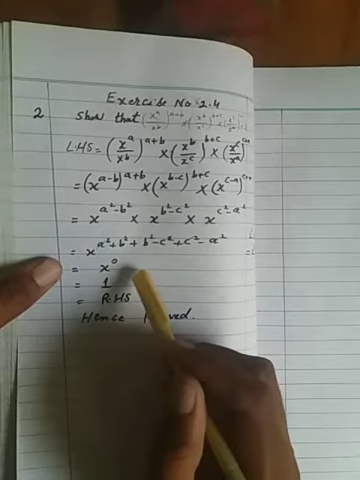 Exercise No 2.4
2 Show that (x^a/x^b)^a+b × (x^b/x^c)^b+c × (x^c/x^a)
LHS = (x^a/x^b)^a+b × (x^b/x^c)^b+c × (x^c/x^a)^c+a
= (x^a-b)^a+b × (x^b-c)^b+c × (x^c-a)^c+
= x^a²-b² × x^b²-c² × x^c²-a²
= x^a²+b²+b²-c²+c²-a²
= x^0
= 1
= RHS
Hence